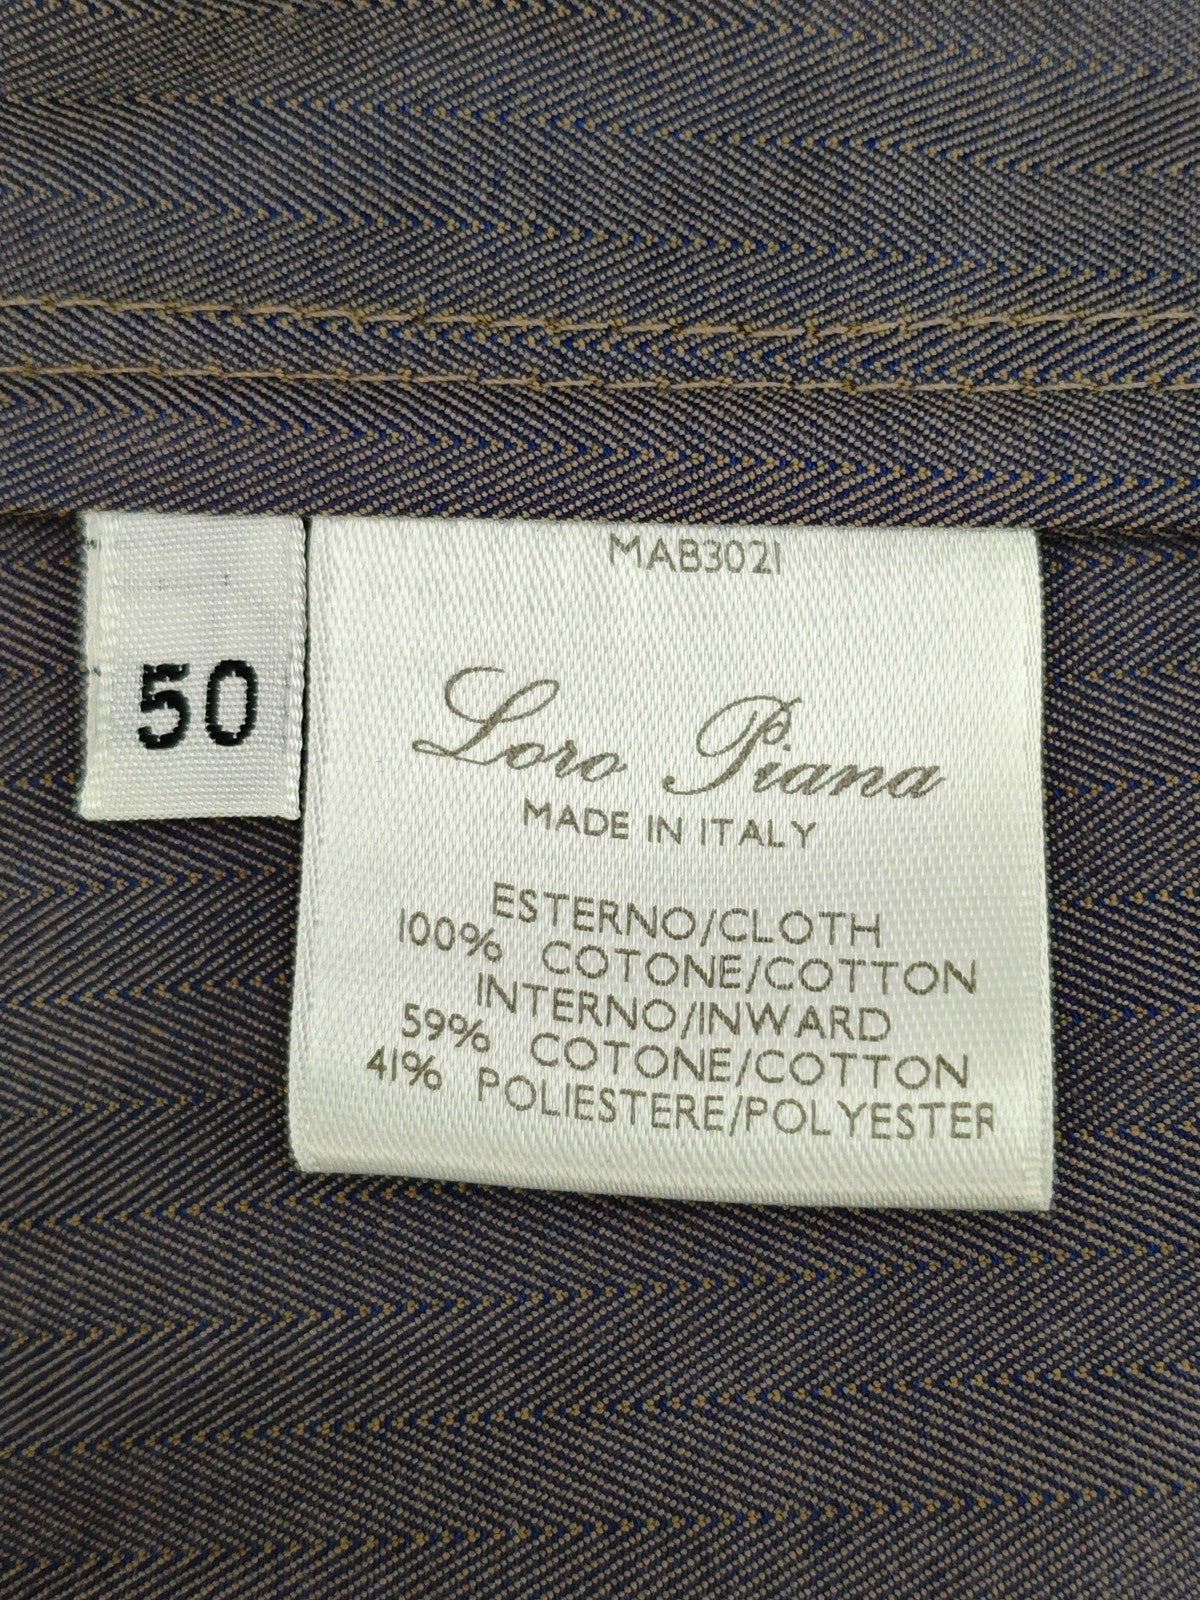 50
MAB3021
Loro Piana
MADE IN ITALY
ESTERNO/CLOTH
100% COTONE/COTTON
INTERNO/INWARD
59% COTONE/COTTON
41% POLIESTERE/POLYESTER